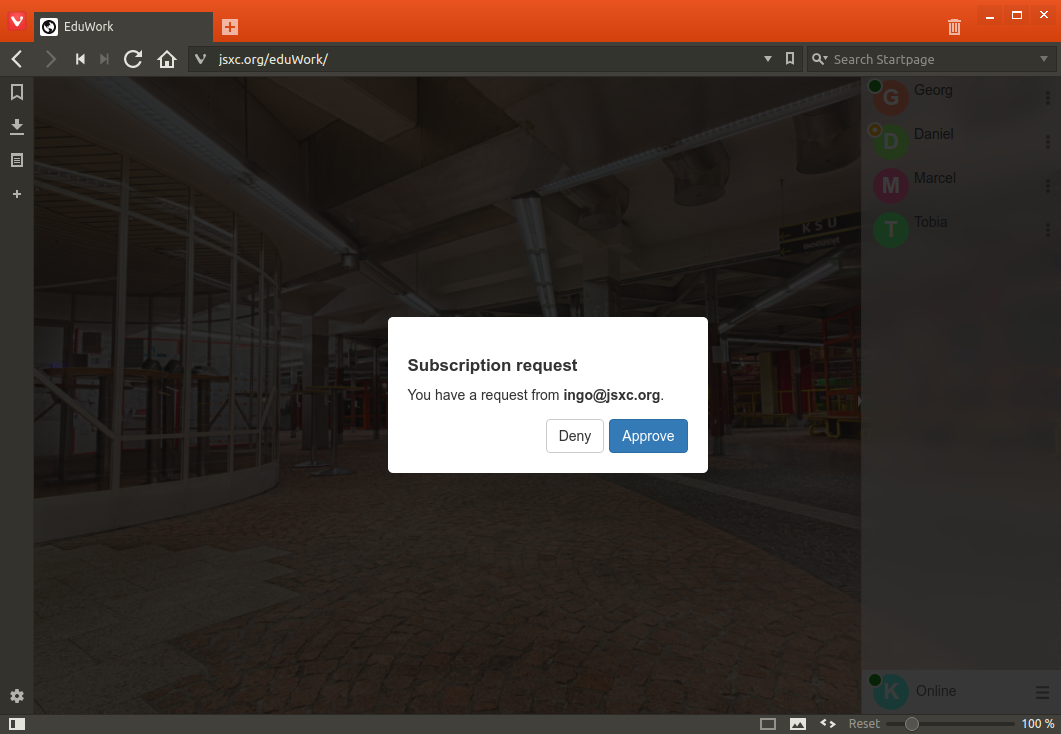 EduWork
jsxc.org/eduWork/
Search Startpage
G Georg
D Daniel
M Marcel
T Tobia
KSU
Subscription request
You have a request from ingo@jsxc.org.
Deny Approve
K Online
Reset 100 %